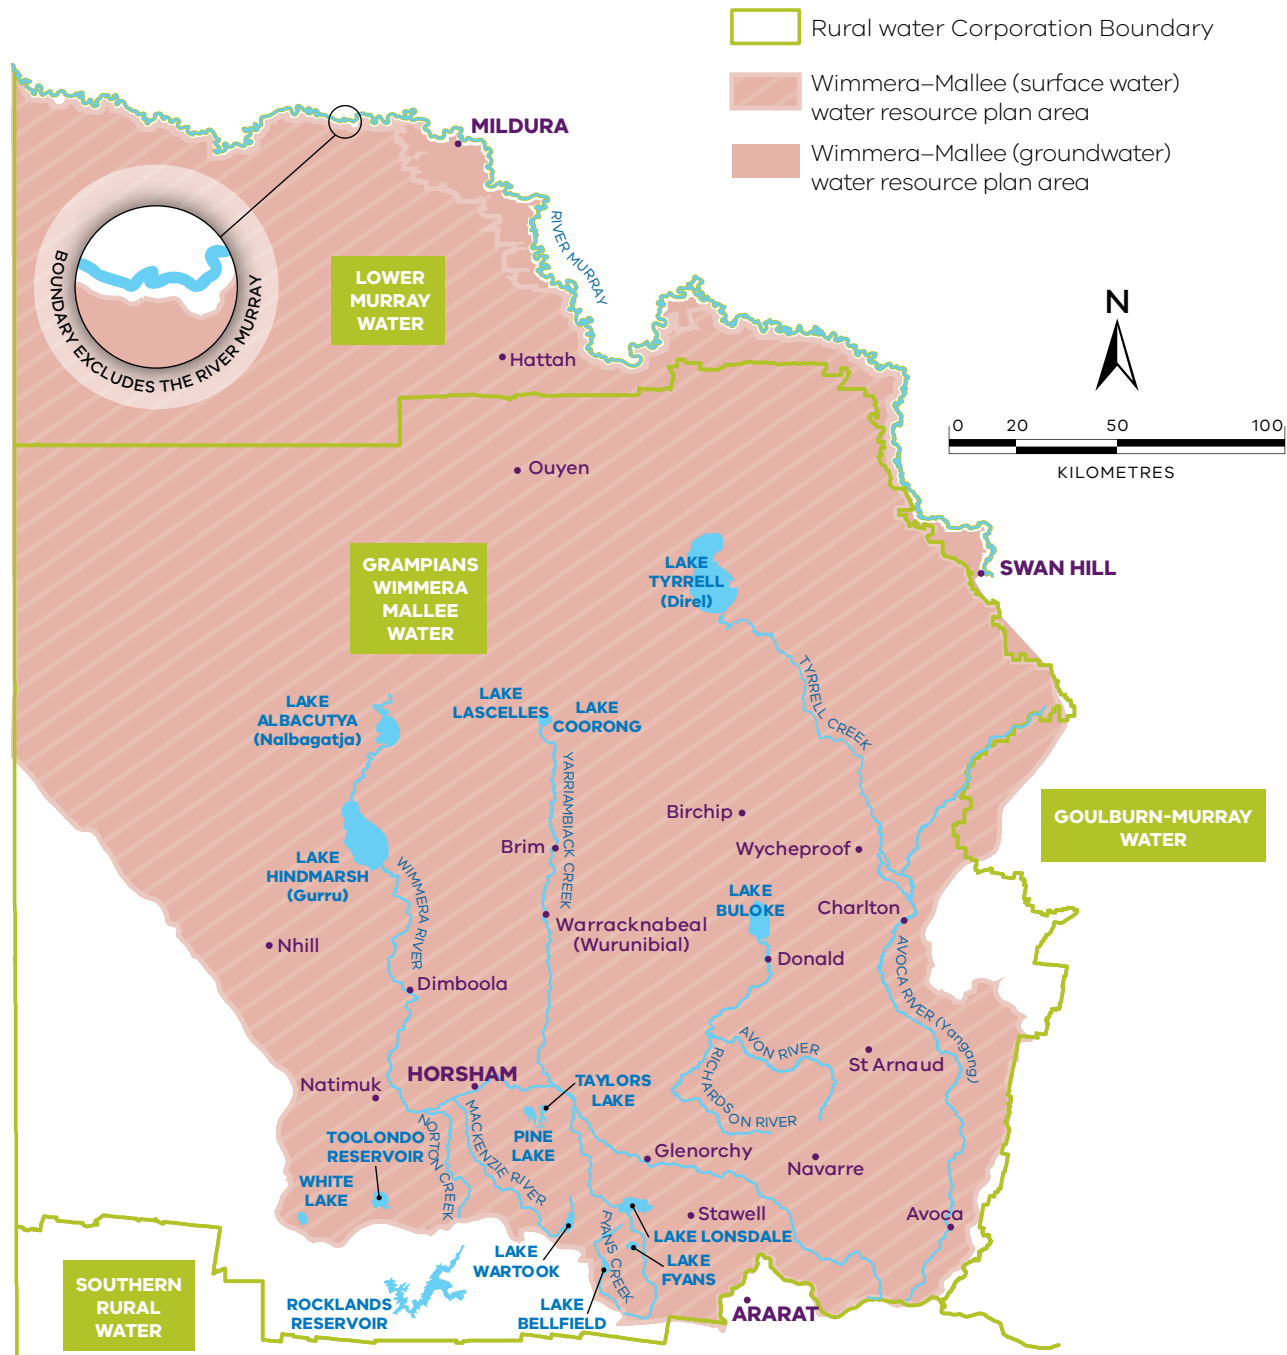 Rural water Corporation Boundary
Wimmera–Mallee (surface water)
water resource plan area
Wimmera–Mallee (groundwater)
water resource plan area
MILDURA
RIVER MURRAY
BOUNDARY EXCLUDES THE RIVER MURRAY
LOWER
MURRAY
WATER
N
Hattah
0 20 50 100
KILOMETRES
Ouyen
GRAMPIANS
WIMMERA
MALLEE
WATER
LAKE
TYRRELL
(Direl)
SWAN HILL
TYRRELL CREEK
LAKE
ALBACUTYA
(Nalbagatja)
LAKE
LASCELLES
LAKE
COORONG
YARRIAMBIACK CREEK
Birchip
GOULBURN-MURRAY
WATER
Brim
Wycheproof
LAKE
HINDMARSH
(Gurru)
WIMMERA RIVER
LAKE
BULOKE
Charlton
Warracknabeal
(Wurunibial)
Nhill
Donald
AVOCA RIVER (Yangang)
Dimboola
AVON RIVER
RICHARDSON RIVER
St Arnaud
HORSHAM
Natimuk
TAYLORS
LAKE
MACKENZIE RIVER
NORTON CREEK
TOOLONDO
RESERVOIR
PINE
LAKE
Glenorchy
Navarre
WHITE
LAKE
Stawell
Avoca
FYANS CREEK
LAKE LONSDALE
LAKE
WARTOOK
LAKE
FYANS
SOUTHERN
RURAL
WATER
ROCKLANDS
RESERVOIR
LAKE
BELLFIELD
ARARAT